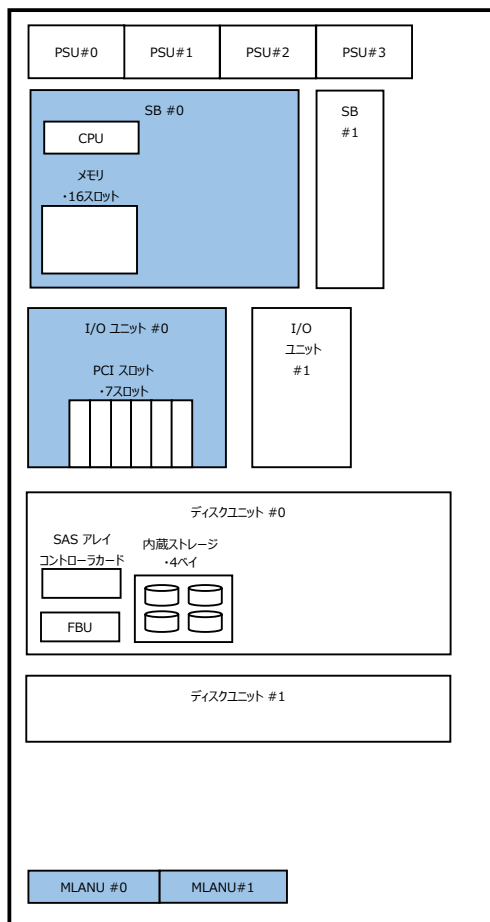 PSU#0
PSU#1
PSU#2
PSU#3
SB #0
CPU
メモリ
・16スロット
SB
#1
I/O ユニット #0
PCI スロット
・7スロット
I/O
ユニット
#1
ディスクユニット #0
SAS アレイ
コントローラカード
内蔵ストレージ
・4ベイ
FBU
ディスクユニット #1
MLANU #0
MLANU#1